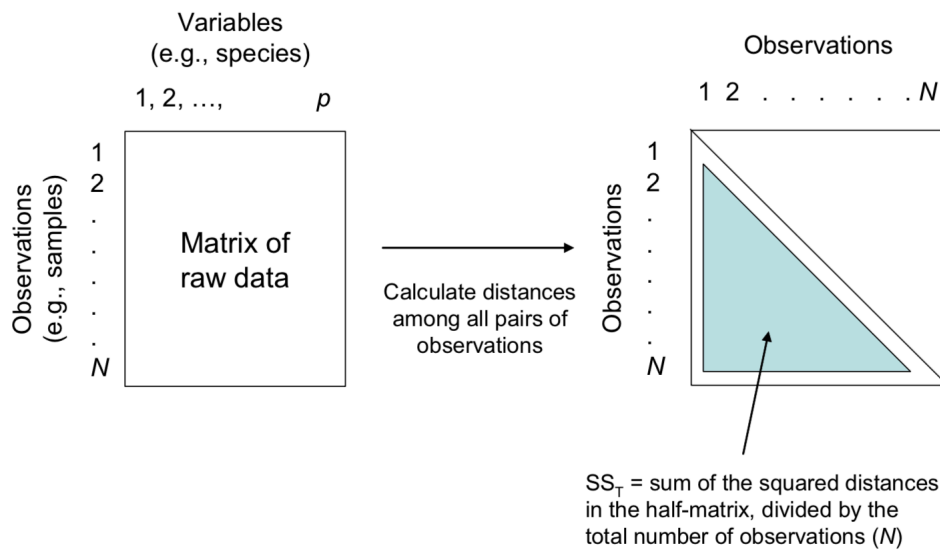 Variables
(e.g., species)
1, 2, …, p
Observations
(e.g., samples)
1
2
.
.
.
.
.
N
Matrix of
raw data
Calculate distances
among all pairs of
observations
Observations
1 2 . . . . . . . N
Observations
1
2
.
.
.
.
.
N
SS_T = sum of the squared distances
in the half-matrix, divided by the
total number of observations (N)